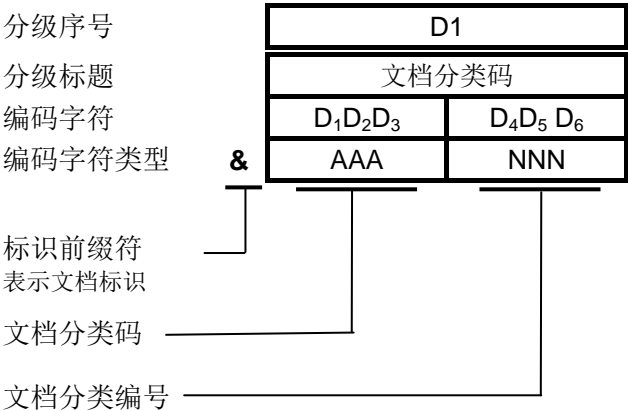 分级序号 D1
分级标题 文档分类码
编码字符 D₁D₂D₃ D₄D₅ D₆
编码字符类型 & AAA NNN
标识前缀符
表示文档标识
文档分类码
文档分类编号